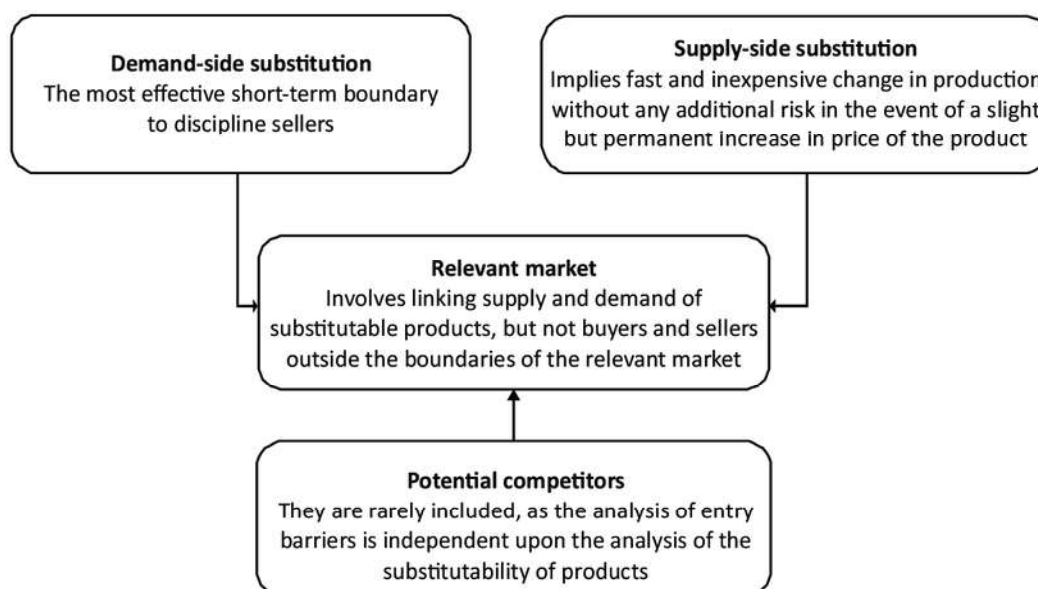 Demand-side substitution
The most effective short-term boundary
to discipline sellers
Supply-side substitution
Implies fast and inexpensive change in production
without any additional risk in the event of a slight
but permanent increase in price of the product
Relevant market
Involves linking supply and demand of
substitutable products, but not buyers and sellers
outside the boundaries of the relevant market
Potential competitors
They are rarely included, as the analysis of entry
barriers is independent upon the analysis of the
substitutability of products